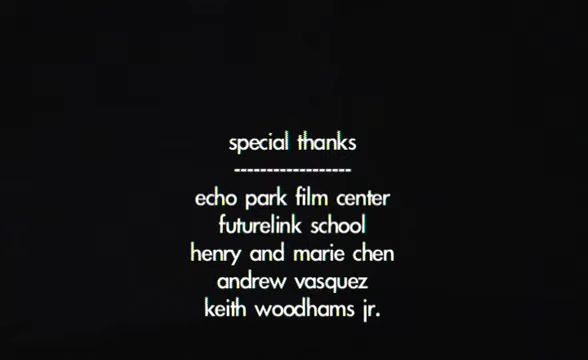 special thanks
------------------
echo park film center
futurelink school
henry and marie chen
andrew vasquez
keith woodhams jr.